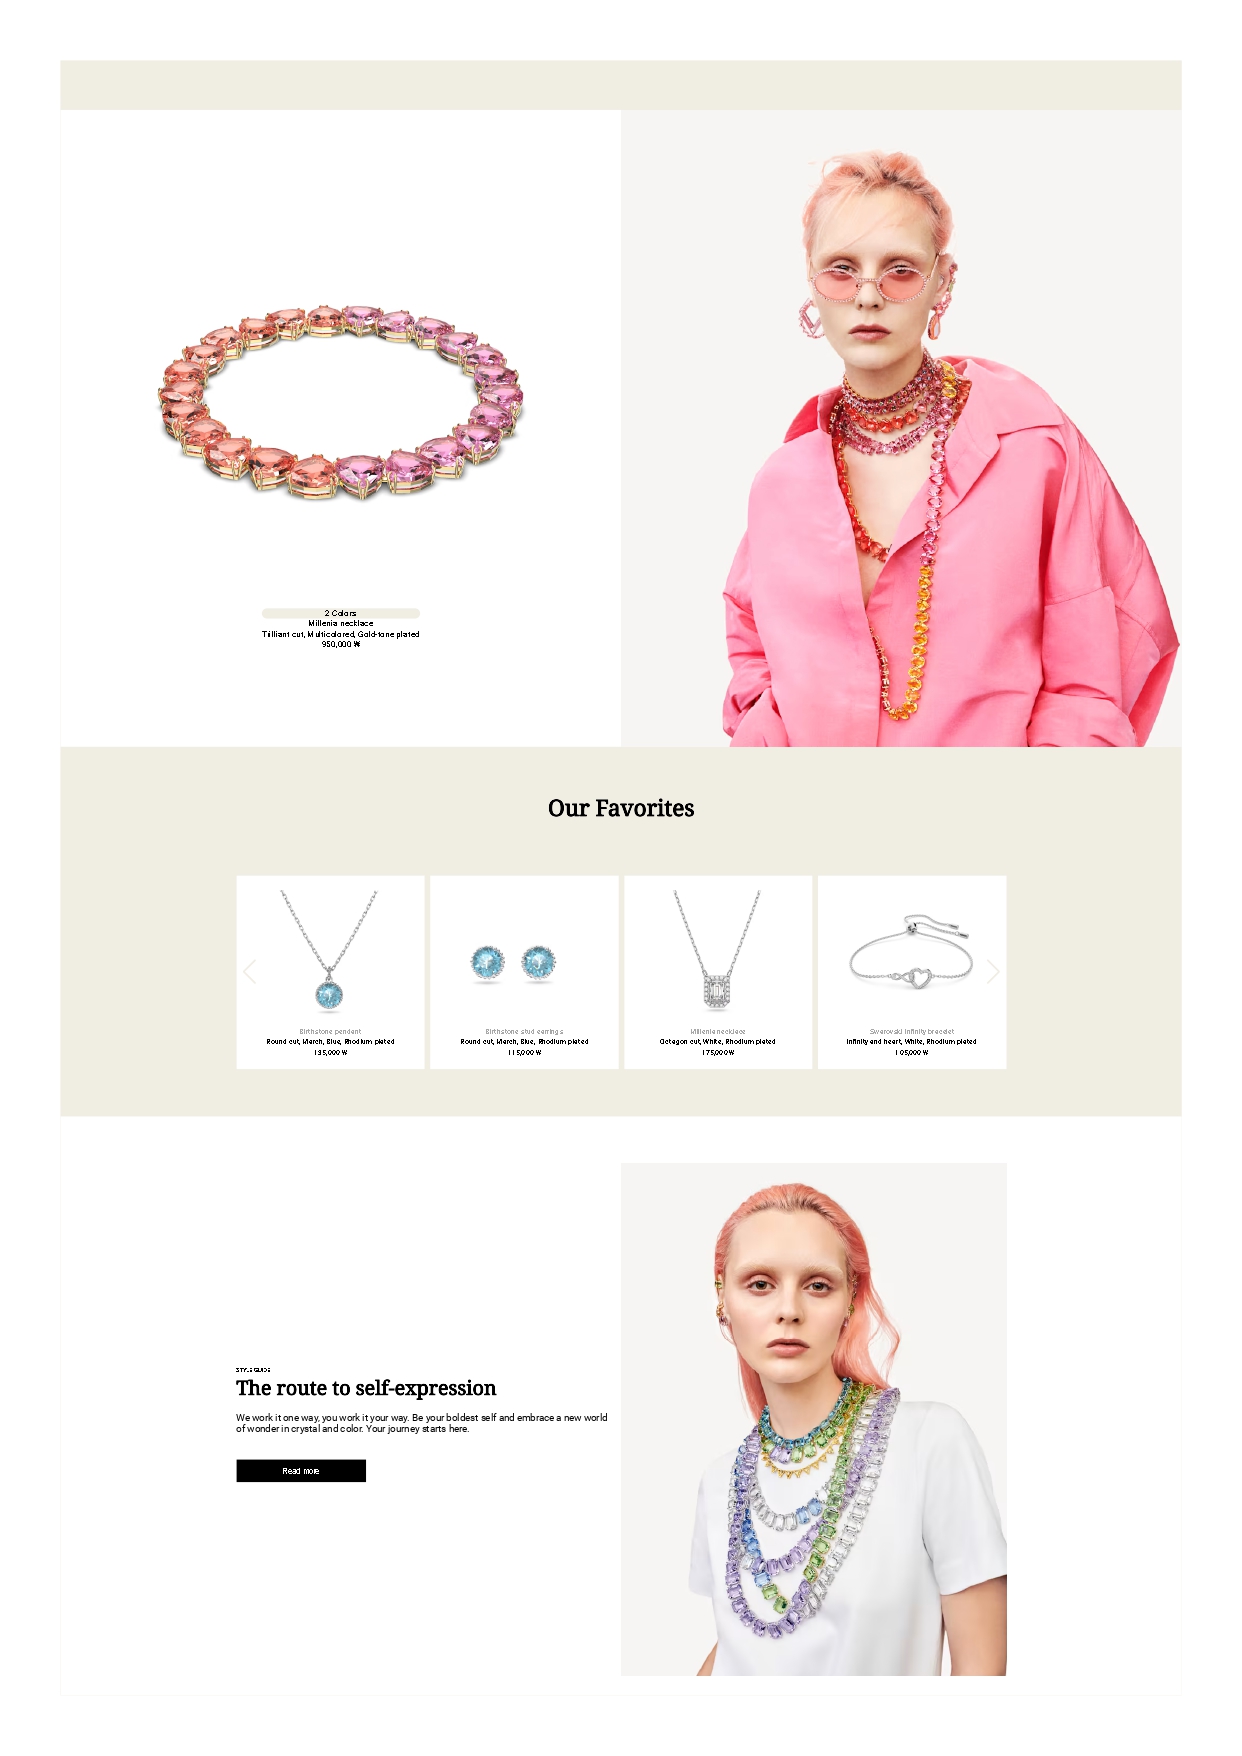 2 Colors
Millenia necklace
Trilliant cut, Multicolored, Gold-tone plated
950,000 ₩
Our Favorites
Birthstone pendant
Round cut, March, Blue, Rhodium plated
135,000 ₩
Birthstone stud earrings
Round cut, March, Blue, Rhodium plated
115,000 ₩
Millenia necklace
Octagon cut, White, Rhodium plated
175,000 ₩
Swarovski Infinity bracelet
Infinity and heart, White, Rhodium plated
105,000 ₩
STYLE GUIDE
The route to self-expression
We work it one way, you work it your way. Be your boldest self and embrace a new world
of wonder in crystal and color. Your journey starts here.
Read more